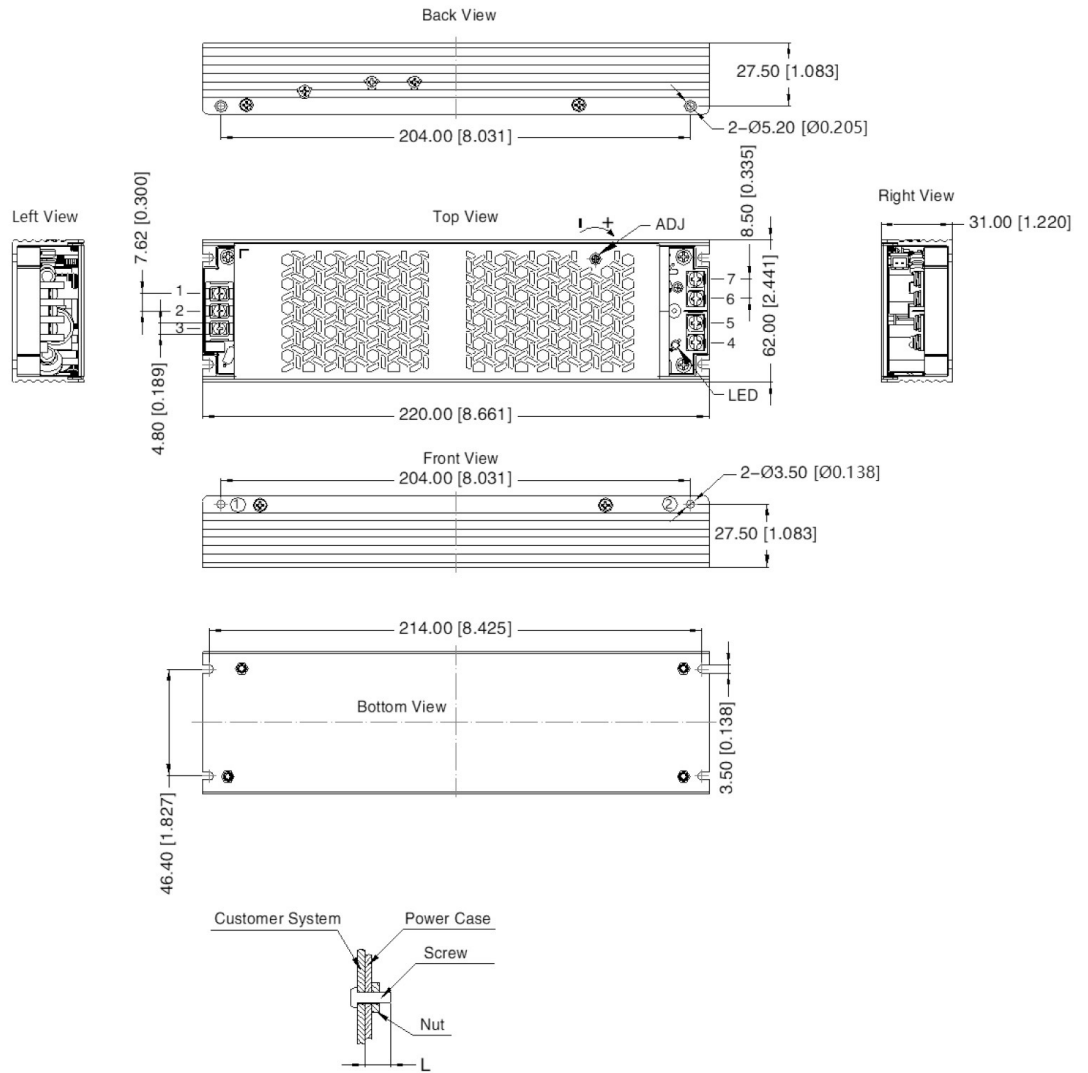 Back View
27.50 [1.083]
2-Ø5.20 [Ø0.205]
204.00 [8.031]
Left View
7.62 [0.300]
Top View
– +
ADJ
8.50 [0.335]
Right View
31.00 [1.220]
1
2
3
7
6
5
4
62.00 [2.441]
4.80 [0.189]
LED
220.00 [8.661]
Front View
204.00 [8.031]
2-Ø3.50 [Ø0.138]
① ②
27.50 [1.083]
214.00 [8.425]
Bottom View
3.50 [0.138]
46.40 [1.827]
Customer System
Power Case
Screw
Nut
L